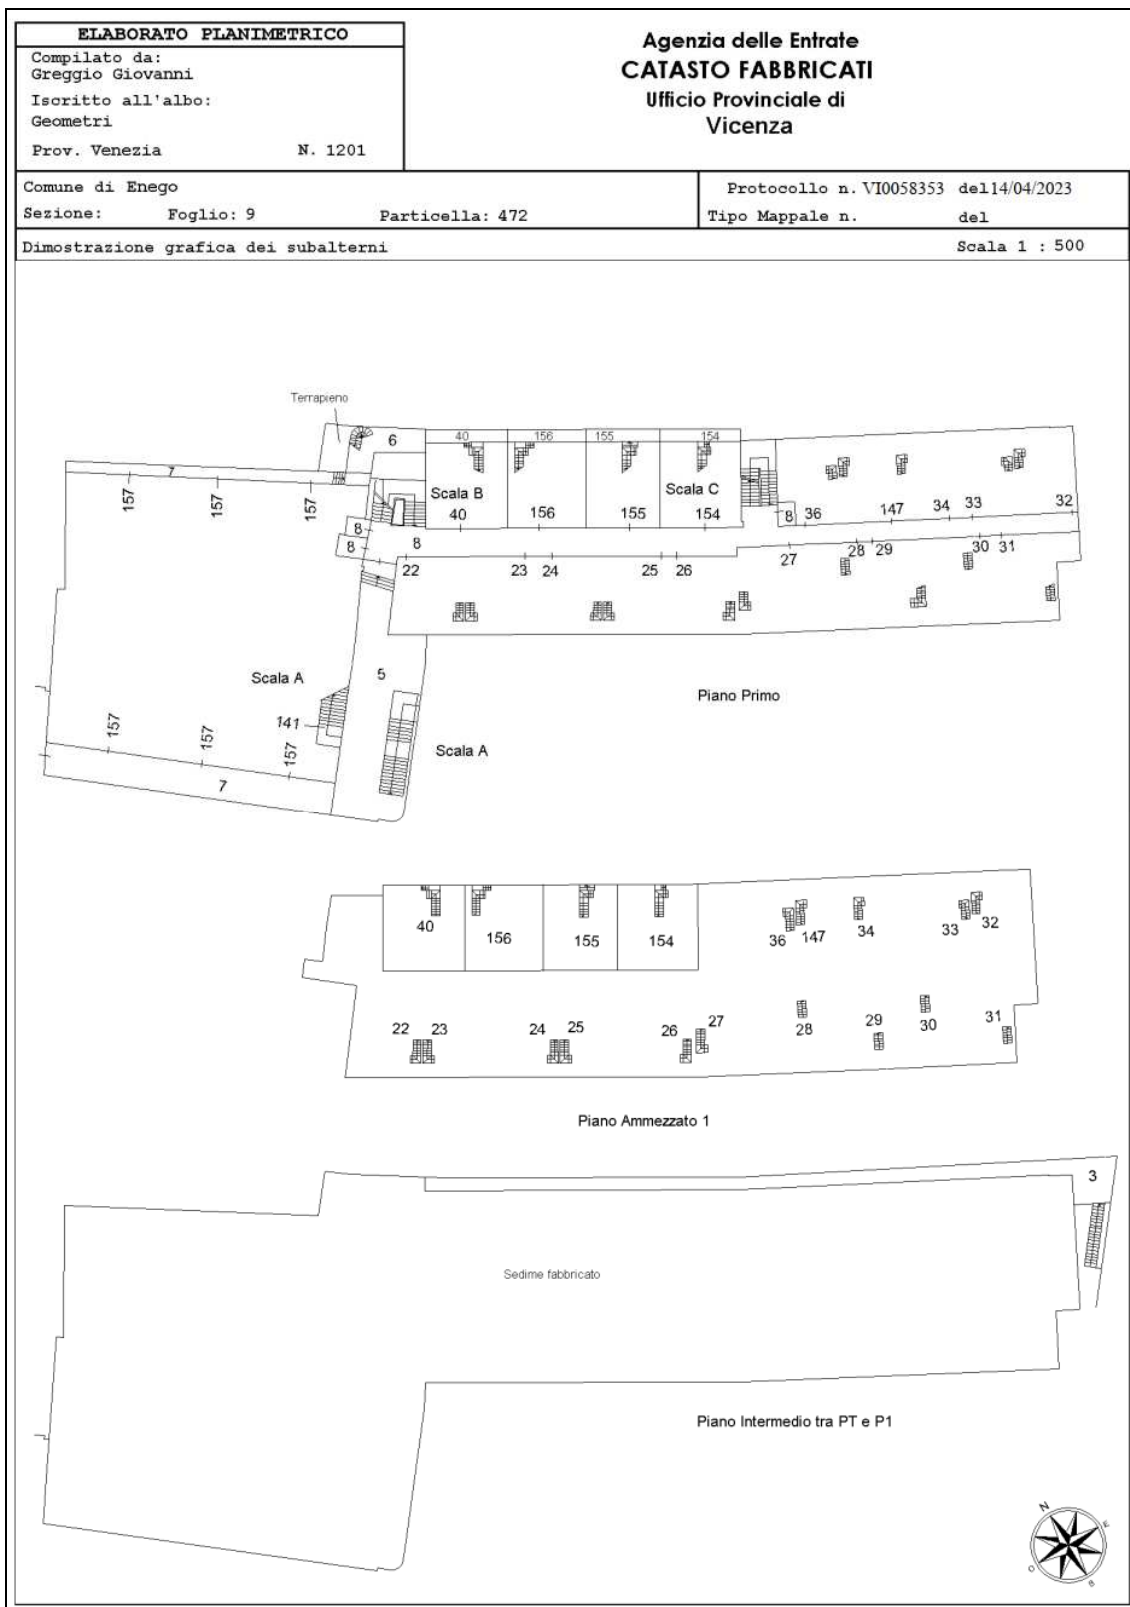 ELABORATO PLANIMETRICO
Compilato da:
Greggio Giovanni
Iscritto all'albo:
Geometri
Prov. Venezia N. 1201
Agenzia delle Entrate
CATASTO FABBRICATI
Ufficio Provinciale di
Vicenza
Comune di Enego
Sezione: Foglio: 9 Particella: 472
Protocollo n. VI0058353 del14/04/2023
Tipo Mappale n. del
Dimostrazione grafica dei subalterni Scala 1 : 500
Terrapieno
6 40 156 155 154
7
157 157 157
Scala B Scala C
40 156 155 154
8 36 147 34 33 32
8
8 8
22 23 24 25 26 27 28 29 30 31
Scala A 5
Piano Primo
141
157 157 157
Scala A
7
40 156 155 154
36 147 34 33 32
22 23 24 25 26 27 28 29 30 31
Piano Ammezzato 1
3
Sedime fabbricato
Piano Intermedio tra PT e P1
N
E
O
S